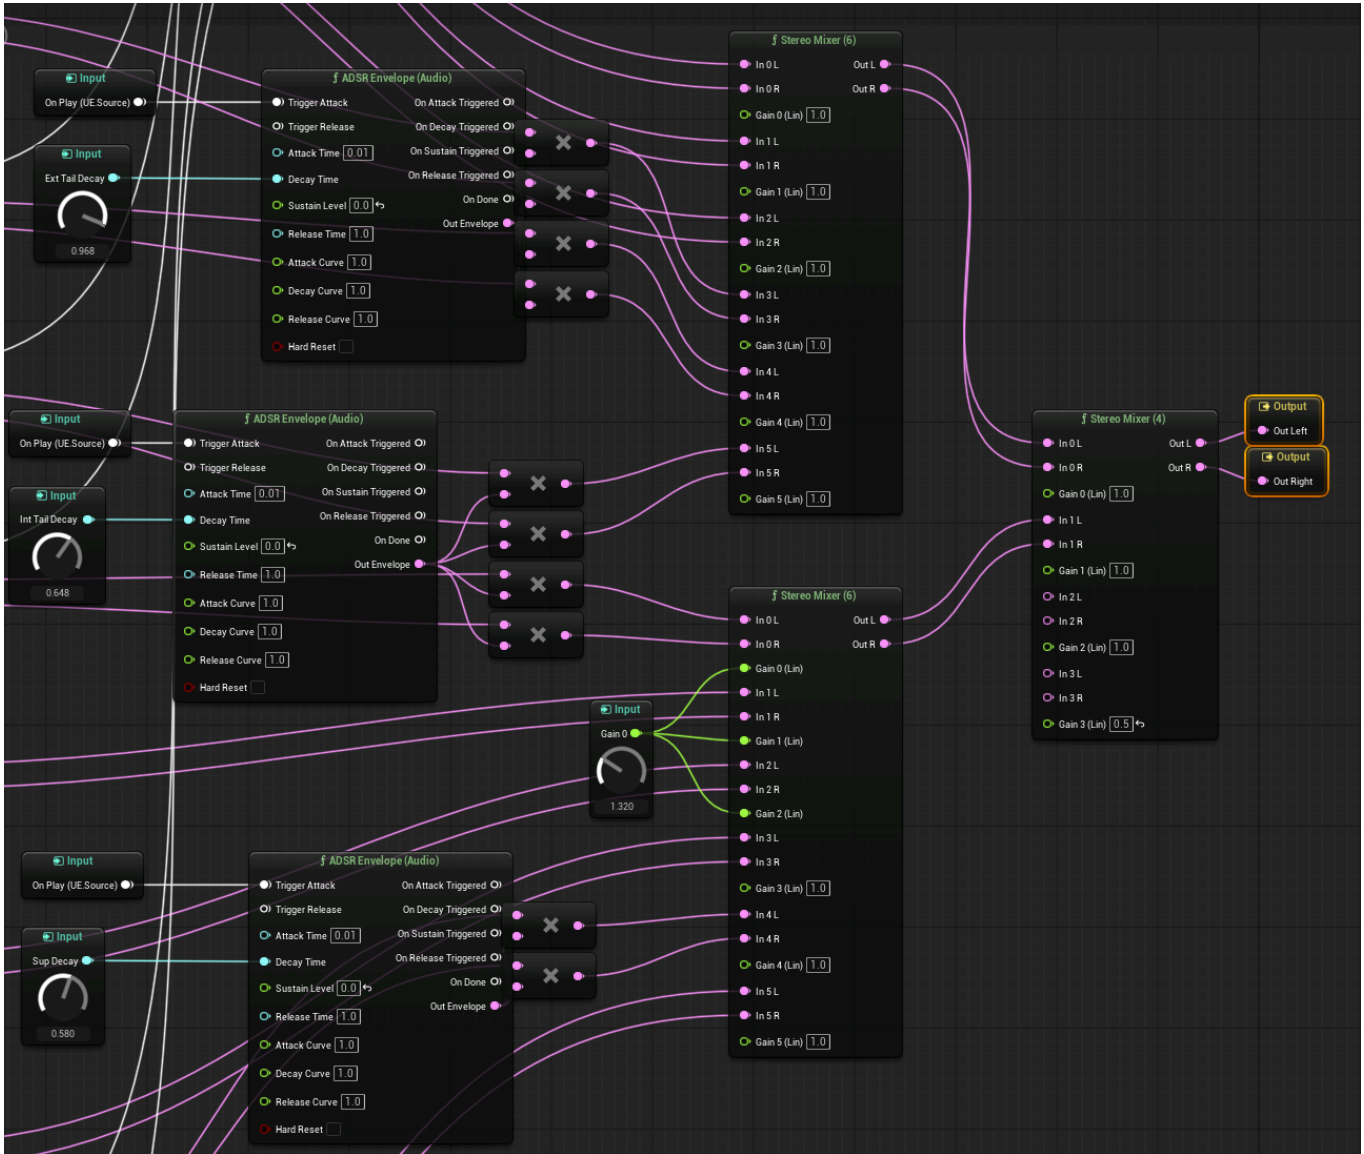 Input
On Play (UE.Source)
Input
Ext Tail Decay
0.968
ƒ ADSR Envelope (Audio)
Trigger Attack
On Attack Triggered
Trigger Release
On Decay Triggered
Attack Time 0.01
On Sustain Triggered
Decay Time
On Release Triggered
Sustain Level 0.0
On Done
Release Time 1.0
Out Envelope
Attack Curve 1.0
Decay Curve 1.0
Release Curve 1.0
Hard Reset
ƒ Stereo Mixer (6)
In 0 L
Out L
In 0 R
Out R
Gain 0 (Lin) 1.0
In 1 L
In 1 R
Gain 1 (Lin) 1.0
In 2 L
In 2 R
Gain 2 (Lin) 1.0
In 3 L
In 3 R
Gain 3 (Lin) 1.0
In 4 L
In 4 R
Gain 4 (Lin) 1.0
In 5 L
In 5 R
Gain 5 (Lin) 1.0
Input
On Play (UE.Source)
Input
Int Tail Decay
0.648
ƒ ADSR Envelope (Audio)
Trigger Attack
On Attack Triggered
Trigger Release
On Decay Triggered
Attack Time 0.01
On Sustain Triggered
Decay Time
On Release Triggered
Sustain Level 0.0
On Done
Release Time 1.0
Out Envelope
Attack Curve 1.0
Decay Curve 1.0
Release Curve 1.0
Hard Reset
ƒ Stereo Mixer (4)
In 0 L
Out L
In 0 R
Out R
Gain 0 (Lin) 1.0
In 1 L
In 1 R
Gain 1 (Lin) 1.0
In 2 L
In 2 R
Gain 2 (Lin) 1.0
In 3 L
In 3 R
Gain 3 (Lin) 0.5
Output
Out Left
Output
Out Right
Input
Gain 0
1.320
ƒ Stereo Mixer (6)
In 0 L
Out L
In 0 R
Out R
Gain 0 (Lin)
In 1 L
In 1 R
Gain 1 (Lin)
In 2 L
In 2 R
Gain 2 (Lin)
In 3 L
In 3 R
Gain 3 (Lin) 1.0
In 4 L
In 4 R
Gain 4 (Lin) 1.0
In 5 L
In 5 R
Gain 5 (Lin) 1.0
Input
On Play (UE.Source)
Input
Sup Decay
0.580
ƒ ADSR Envelope (Audio)
Trigger Attack
On Attack Triggered
Trigger Release
On Decay Triggered
Attack Time 0.01
On Sustain Triggered
Decay Time
On Release Triggered
Sustain Level 0.0
On Done
Release Time 1.0
Out Envelope
Attack Curve 1.0
Decay Curve 1.0
Release Curve 1.0
Hard Reset